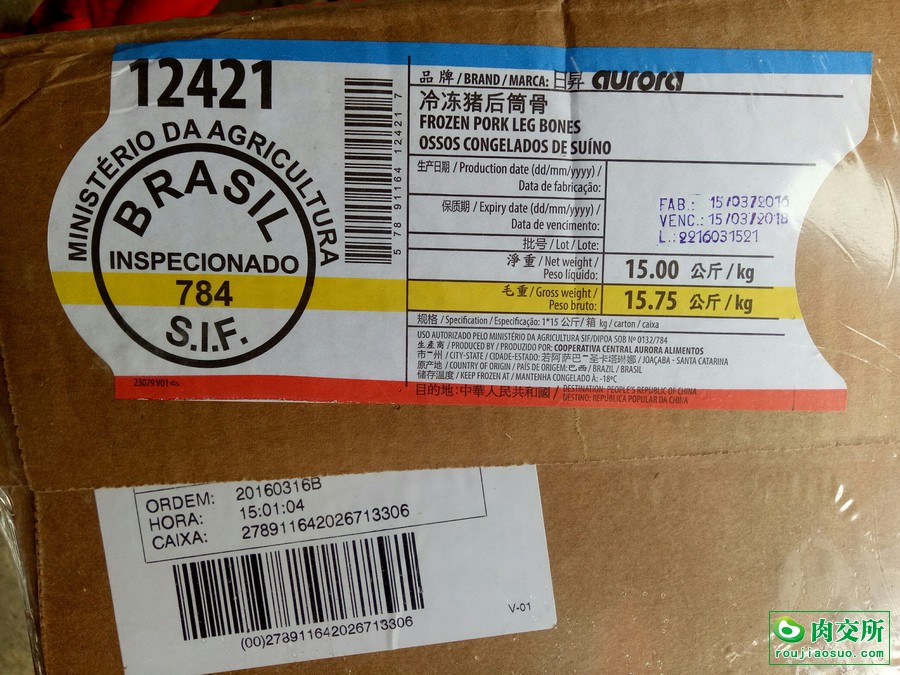 12421
MINISTÉRIO DA AGRICULTURA
BRASIL
INSPECIONADO
784
S.I.F.
23079 V01
5 789116412421 7
品牌 / BRAND / MARCA: 日昇 aurora
冷冻猪后筒骨
FROZEN PORK LEG BONES
OSSOS CONGELADOS DE SUÍNO
生产日期 / Production date (dd/mm/yyyy) /
Data de fabricação:
保质期 / Expiry date (dd/mm/yyyy) /
Data de vencimento:
FAB.: 15/03/2016
VENC.: 15/03/2018
L.: 2216031521
批号 / Lot / Lote:
淨重 / Net weight /
Peso líquido:
15.00 公斤 / kg
毛重 / Gross weight /
Peso bruto:
15.75 公斤 / kg
规格 / Specification / Especificação: 1*15 公斤 / 箱 kg / carton / caixa
USO AUTORIZADO PELO MINISTÉRIO DA AGRICULTURA SIF/DIPOA SOB Nº 0132/784
生産商 / PRODUCED BY / PRODUZIDO POR: COOPERATIVA CENTRAL AURORA ALIMENTOS
市一州 / CITY-STATE / CIDADE-ESTADO: 若阿萨巴一圣卡塔琳娜 / JOAÇABA - SANTA CATARINA
原产地 / COUNTRY OF ORIGIN / PAÍS DE ORIGEM: 巴西 / BRAZIL / BRASIL
储存温度 / KEEP FROZEN AT / MANTENHA CONGELADO À: -18ºC
目的地: 中華人民共和國 / DESTINATION: PEOPLE'S REPUBLIC OF CHINA
DESTINO: REPÚBLICA POPULAR DA CHINA
ORDEM: 20160316B
HORA: 15:01:04
CAIXA: 278911642026713306
(00)278911642026713306
V-01
肉交所
roujiaosuo.com